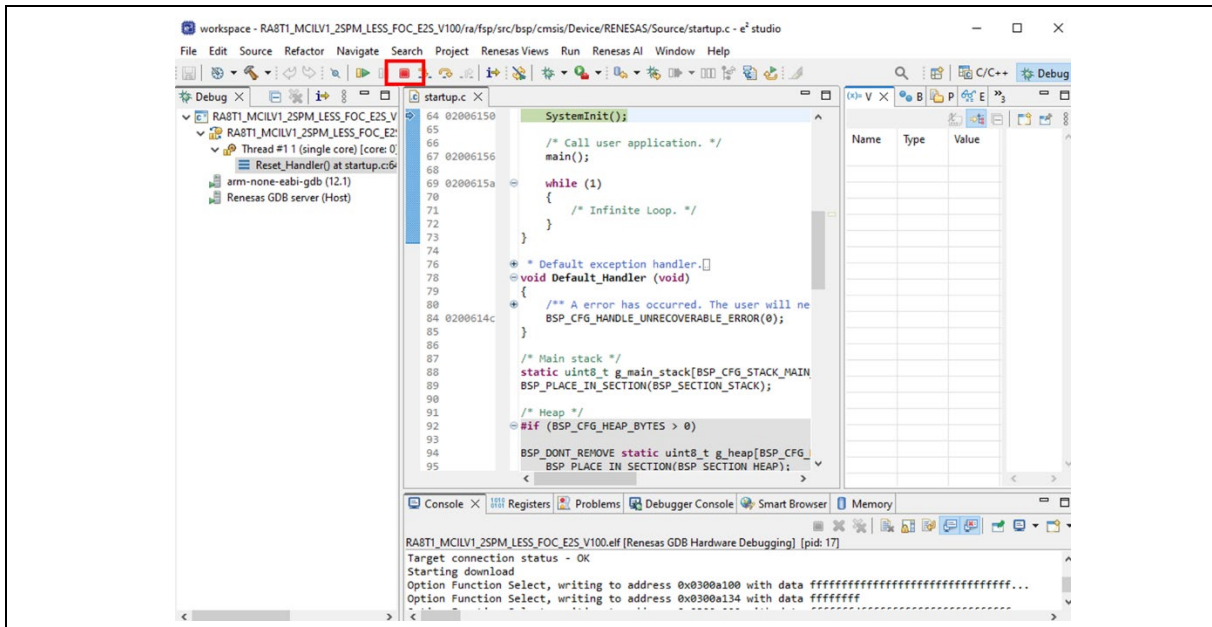 workspace - RA8T1_MCILV1_2SPM_LESS_FOC_E2S_V100/ra/fsp/src/bsp/cmsis/Device/RENESAS/Source/startup.c - e² studio
File Edit Source Refactor Navigate Search Project Renesas Views Run Renesas AI Window Help
C/C++ Debug
Debug
startup.c
V B P E »3
RA8T1_MCILV1_2SPM_LESS_FOC_E2S_V
RA8T1_MCILV1_2SPM_LESS_FOC_E2S
Thread #1 1 (single core) [core: 0]
Reset_Handler() at startup.c:64
arm-none-eabi-gdb (12.1)
Renesas GDB server (Host)
64 02006150 SystemInit();
65
66 /* Call user application. */
67 02006156 main();
68
69 0200615a while (1)
70 {
71 /* Infinite Loop. */
72 }
73 }
74
76 * Default exception handler.
78 void Default_Handler (void)
79 {
80 /** A error has occurred. The user will ne
84 0200614c BSP_CFG_HANDLE_UNRECOVERABLE_ERROR(0);
85 }
86
87 /* Main stack */
88 static uint8_t g_main_stack[BSP_CFG_STACK_MAIN_
89 BSP_PLACE_IN_SECTION(BSP_SECTION_STACK);
90
91 /* Heap */
92 #if (BSP_CFG_HEAP_BYTES > 0)
93
94 BSP_DONT_REMOVE static uint8_t g_heap[BSP_CFG_
95 BSP_PLACE_IN_SECTION(BSP_SECTION_HEAP);
Name Type Value
Console Registers Problems Debugger Console Smart Browser Memory
RA8T1_MCILV1_2SPM_LESS_FOC_E2S_V100.elf [Renesas GDB Hardware Debugging] [pid: 17]
Target connection status - OK
Starting download
Option Function Select, writing to address 0x0300a100 with data ffffffffffffffffffffffffffffffff...
Option Function Select, writing to address 0x0300a134 with data ffffffff